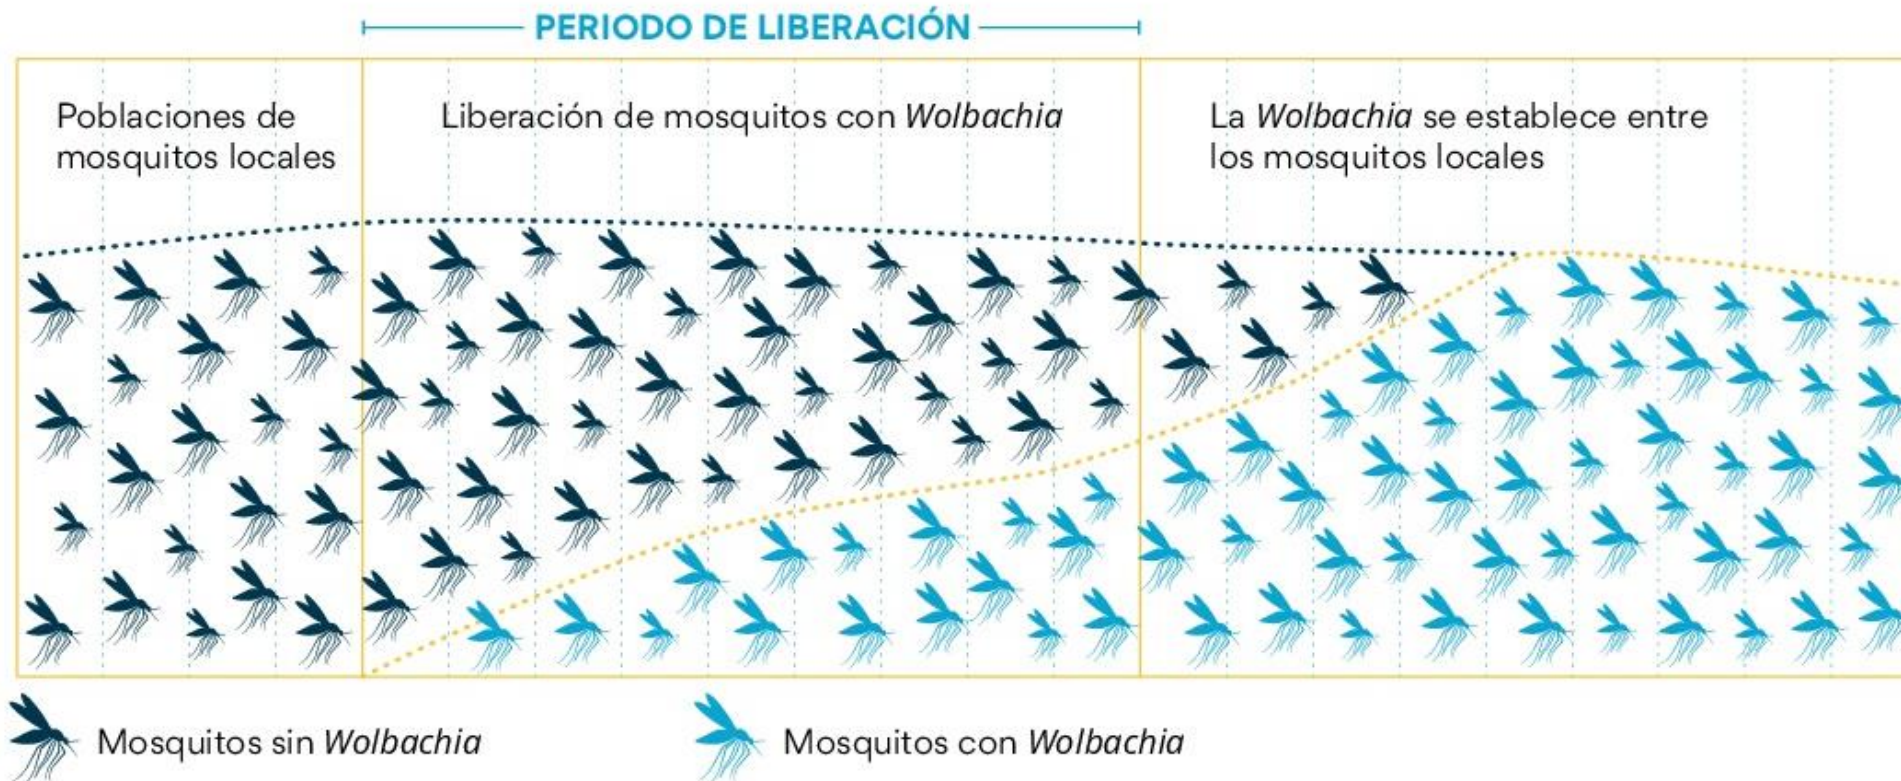 PERIODO DE LIBERACIÓN
Poblaciones de
mosquitos locales
Liberación de mosquitos con Wolbachia
La Wolbachia se establece entre
los mosquitos locales
Mosquitos sin Wolbachia
Mosquitos con Wolbachia